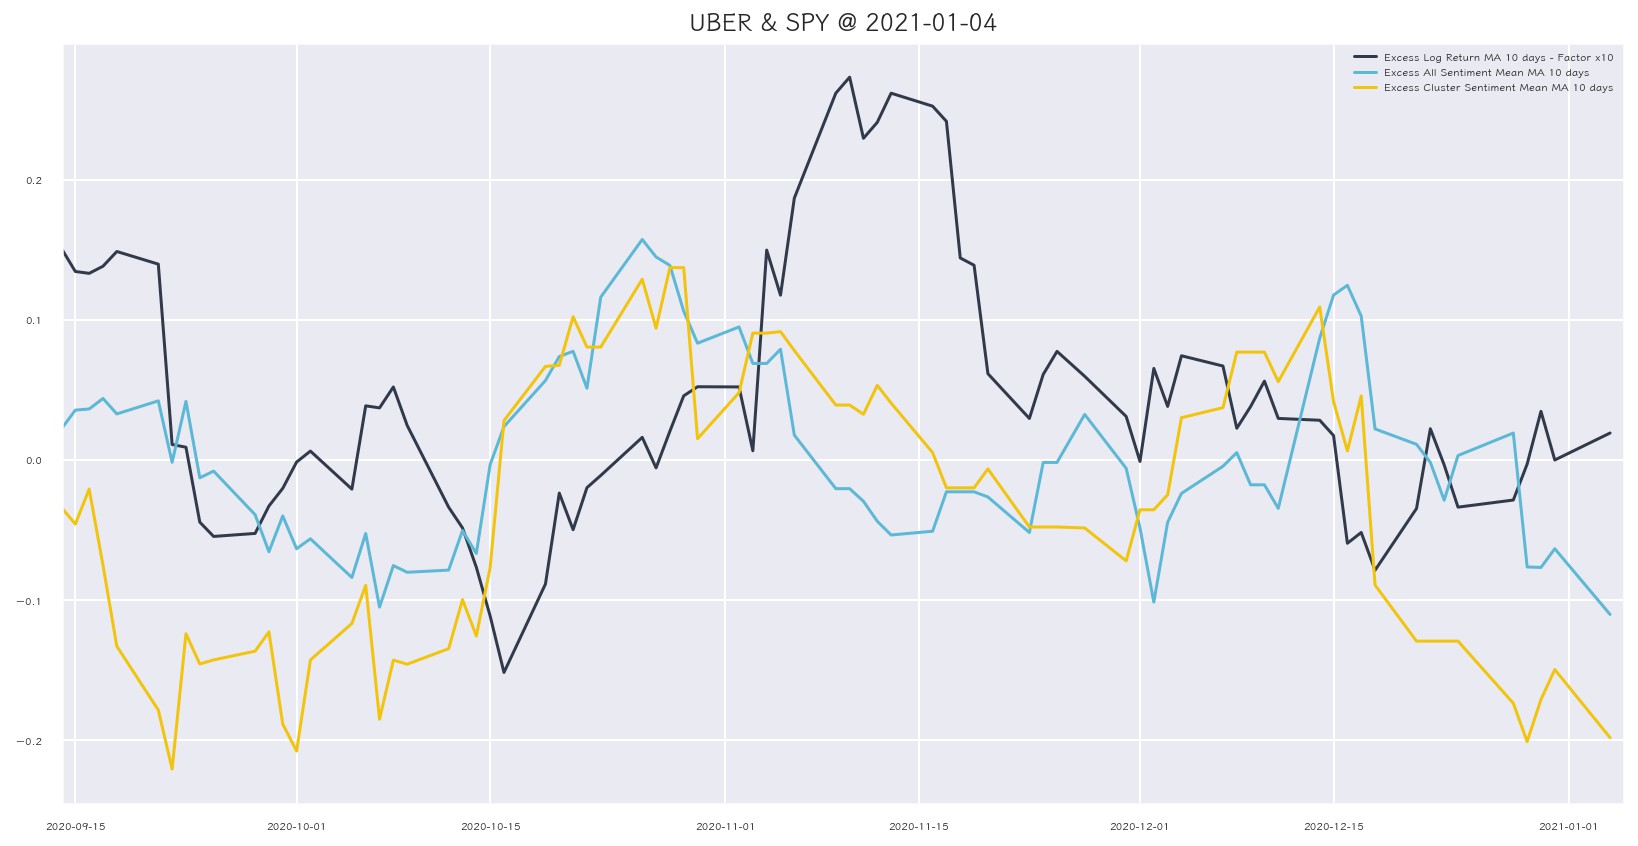 UBER & SPY @ 2021-01-04
Excess Log Return MA 10 days - Factor x10
Excess All Sentiment Mean MA 10 days
Excess Cluster Sentiment Mean MA 10 days
0.2
0.1
0.0
−0.1
−0.2
2020-09-15 2020-10-01 2020-10-15 2020-11-01 2020-11-15 2020-12-01 2020-12-15 2021-01-01